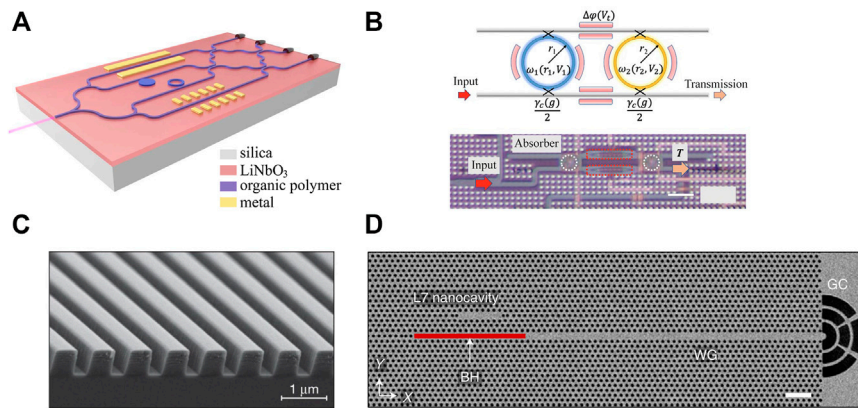 A
silica
LiNbO₃
organic polymer
metal
B
Δφ(Vₜ)
r₁
r₂
ω₁(r₁, V₁)
ω₂(r₂, V₂)
Input
Transmission
γc(g)
2
γc(g)
2
Absorber
Input
T
C
1 μm
D
L7 nanocavity
GC
WG
BH
Y
X